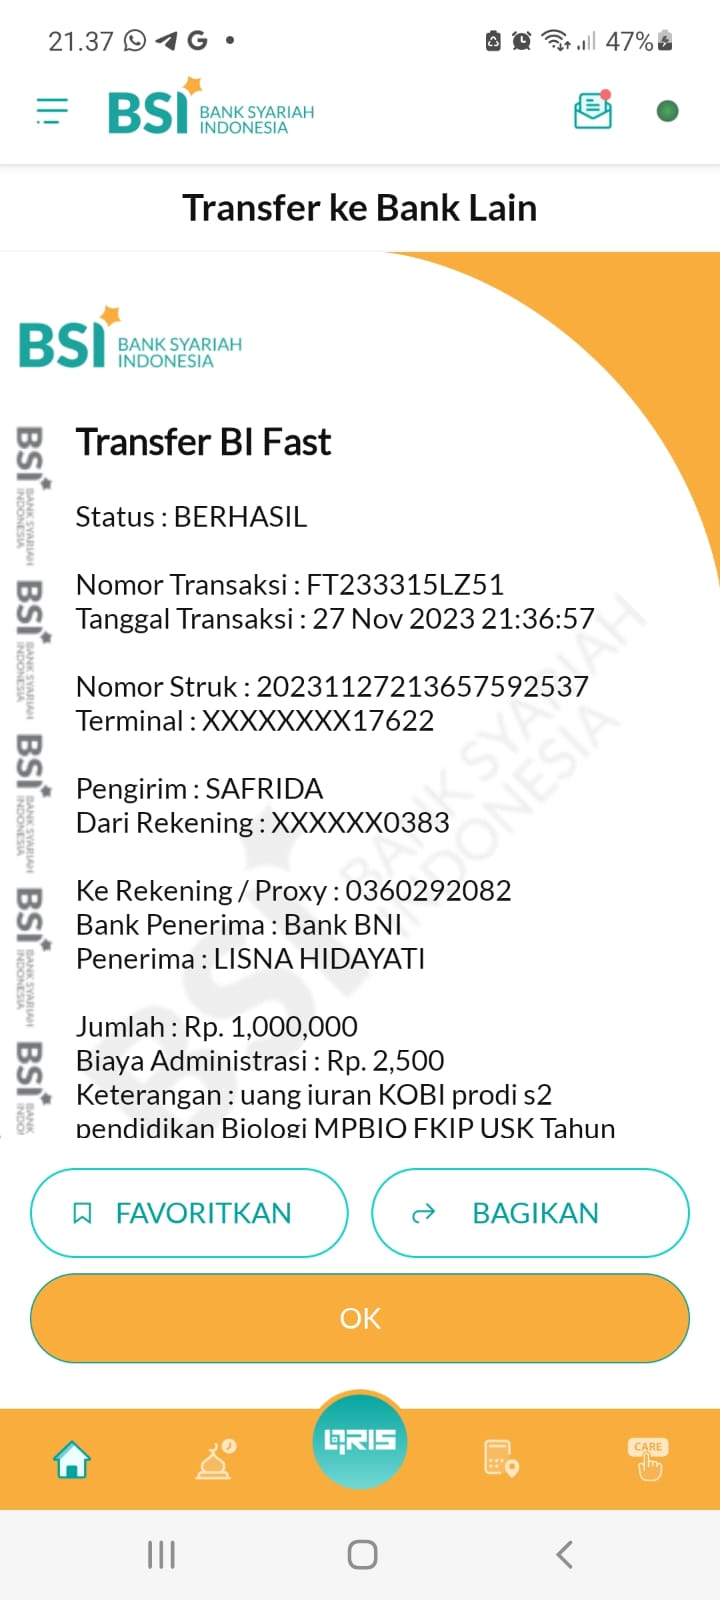 21.37
47%
BSI BANK SYARIAH
INDONESIA
Transfer ke Bank Lain
BSI BANK SYARIAH
INDONESIA
Transfer BI Fast
Status : BERHASIL
Nomor Transaksi : FT233315LZ51
Tanggal Transaksi : 27 Nov 2023 21:36:57
Nomor Struk : 20231127213657592537
Terminal : XXXXXXXX17622
Pengirim : SAFRIDA
Dari Rekening : XXXXXX0383
Ke Rekening / Proxy : 0360292082
Bank Penerima : Bank BNI
Penerima : LISNA HIDAYATI
Jumlah : Rp. 1,000,000
Biaya Administrasi : Rp. 2,500
Keterangan : uang iuran KOBI prodi s2
pendidikan Biologi MPBIO FKIP USK Tahun
BSI BANK SYARIAH
INDONESIA
BSI BANK SYARIAH
INDONESIA
BSI BANK SYARIAH
INDONESIA
BSI BANK SYARIAH
INDONESIA
BSI BANK
INDO
BSI BANK SYARIAH
INDONESIA
FAVORITKAN
BAGIKAN
OK
QRIS
CARE